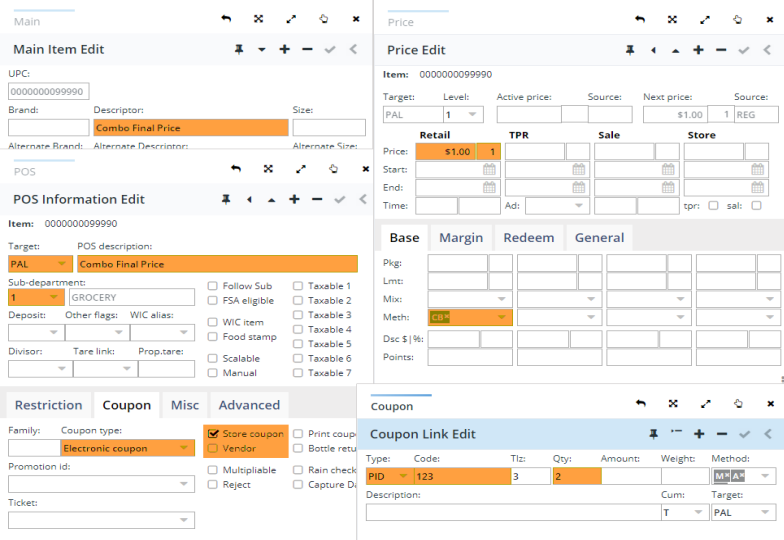 Main
Main Item Edit
UPC:
0000000099990
Brand:
Descriptor:
Size:
Combo Final Price
Alternate Brand:
Alternate Descriptor:
Alternate Size:
POS
POS Information Edit
Item: 0000000099990
Target:
POS description:
PAL
Combo Final Price
Sub-department:
1
GROCERY
Deposit:
Other flags:
WIC alias:
Divisor:
Tare link:
Prop.tare:
Follow Sub
FSA eligible
WIC item
Food stamp
Scalable
Manual
Taxable 1
Taxable 2
Taxable 3
Taxable 4
Taxable 5
Taxable 6
Taxable 7
Restriction
Coupon
Misc
Advanced
Family:
Coupon type:
Electronic coupon
Promotion id:
Ticket:
Store coupon
Vendor
Multipliable
Reject
Print coupo
Bottle retu
Rain check
Capture Da
Price
Price Edit
Item: 0000000099990
Target:
Level:
Active price:
Source:
Next price:
Source:
PAL
1
$1.00
1
REG
Retail
TPR
Sale
Store
Price:
$1.00
1
Start:
End:
Time:
Ad:
tpr:
sal:
Base
Margin
Redeem
General
Pkg:
Lmt:
Mix:
Meth:
CB
Dsc $|%:
Points:
Coupon
Coupon Link Edit
Type:
Code:
Tlz:
Qty:
Amount:
Weight:
Method:
PID
123
3
2
M
A
Description:
Cum:
Target:
T
PAL